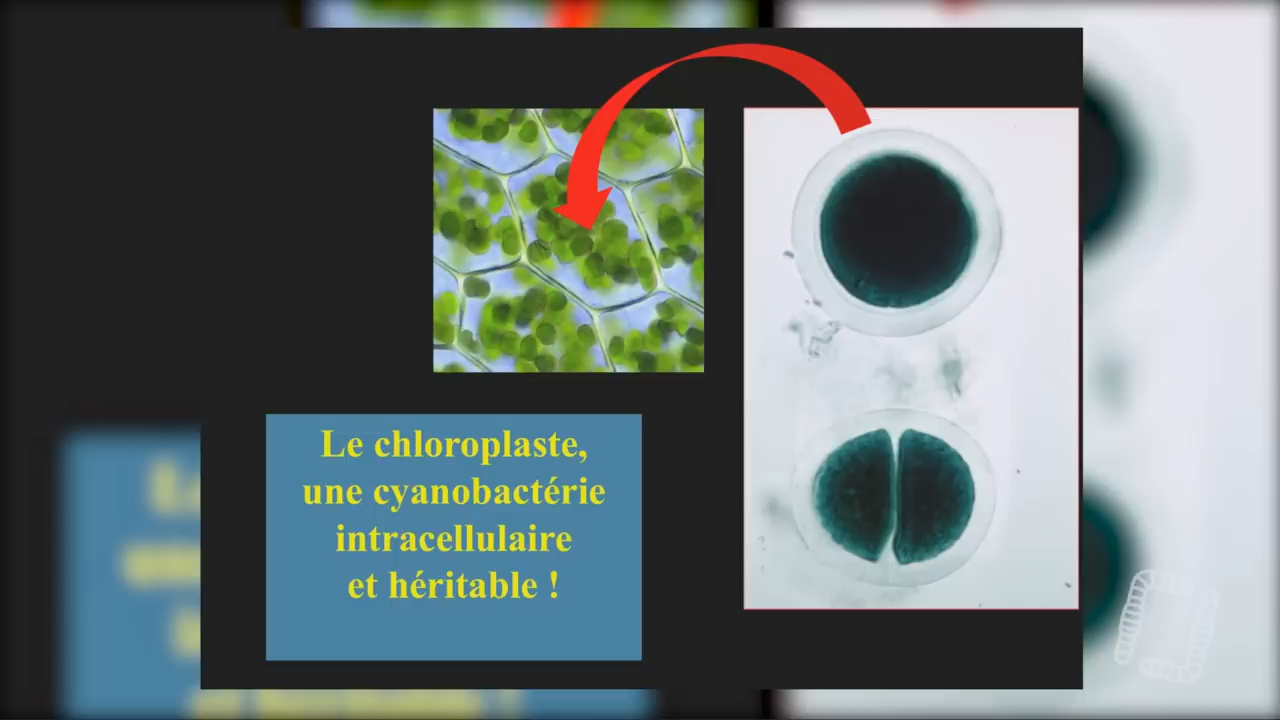 Le chloroplaste,
une cyanobactérie
intracellulaire
et héritable !